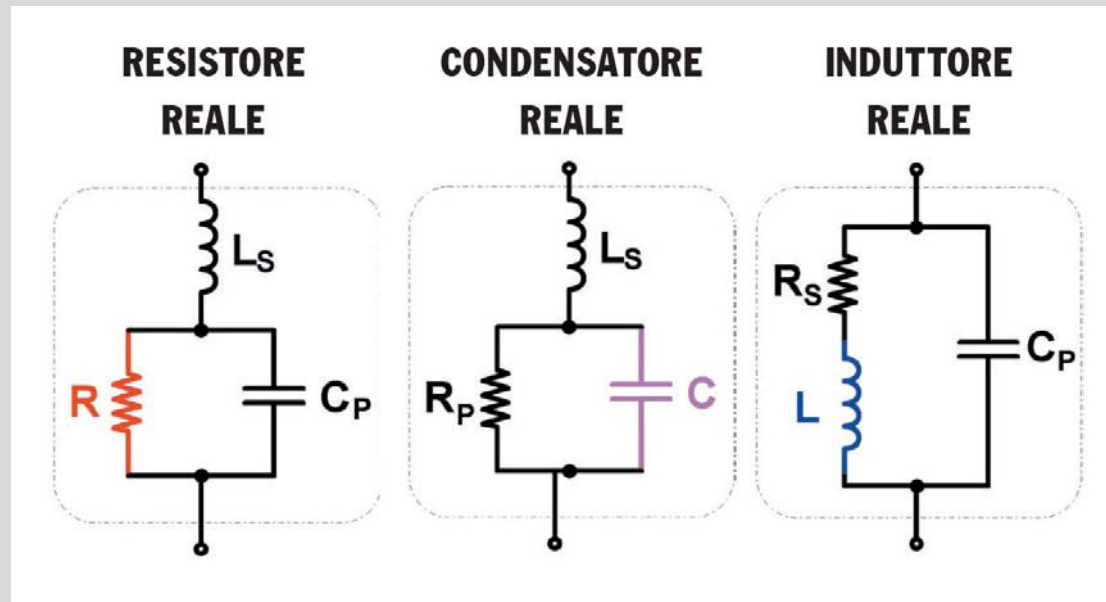 RESISTORE
REALE
CONDENSATORE
REALE
INDUTTORE
REALE
LS
R
CP
LS
RP
C
RS
L
CP